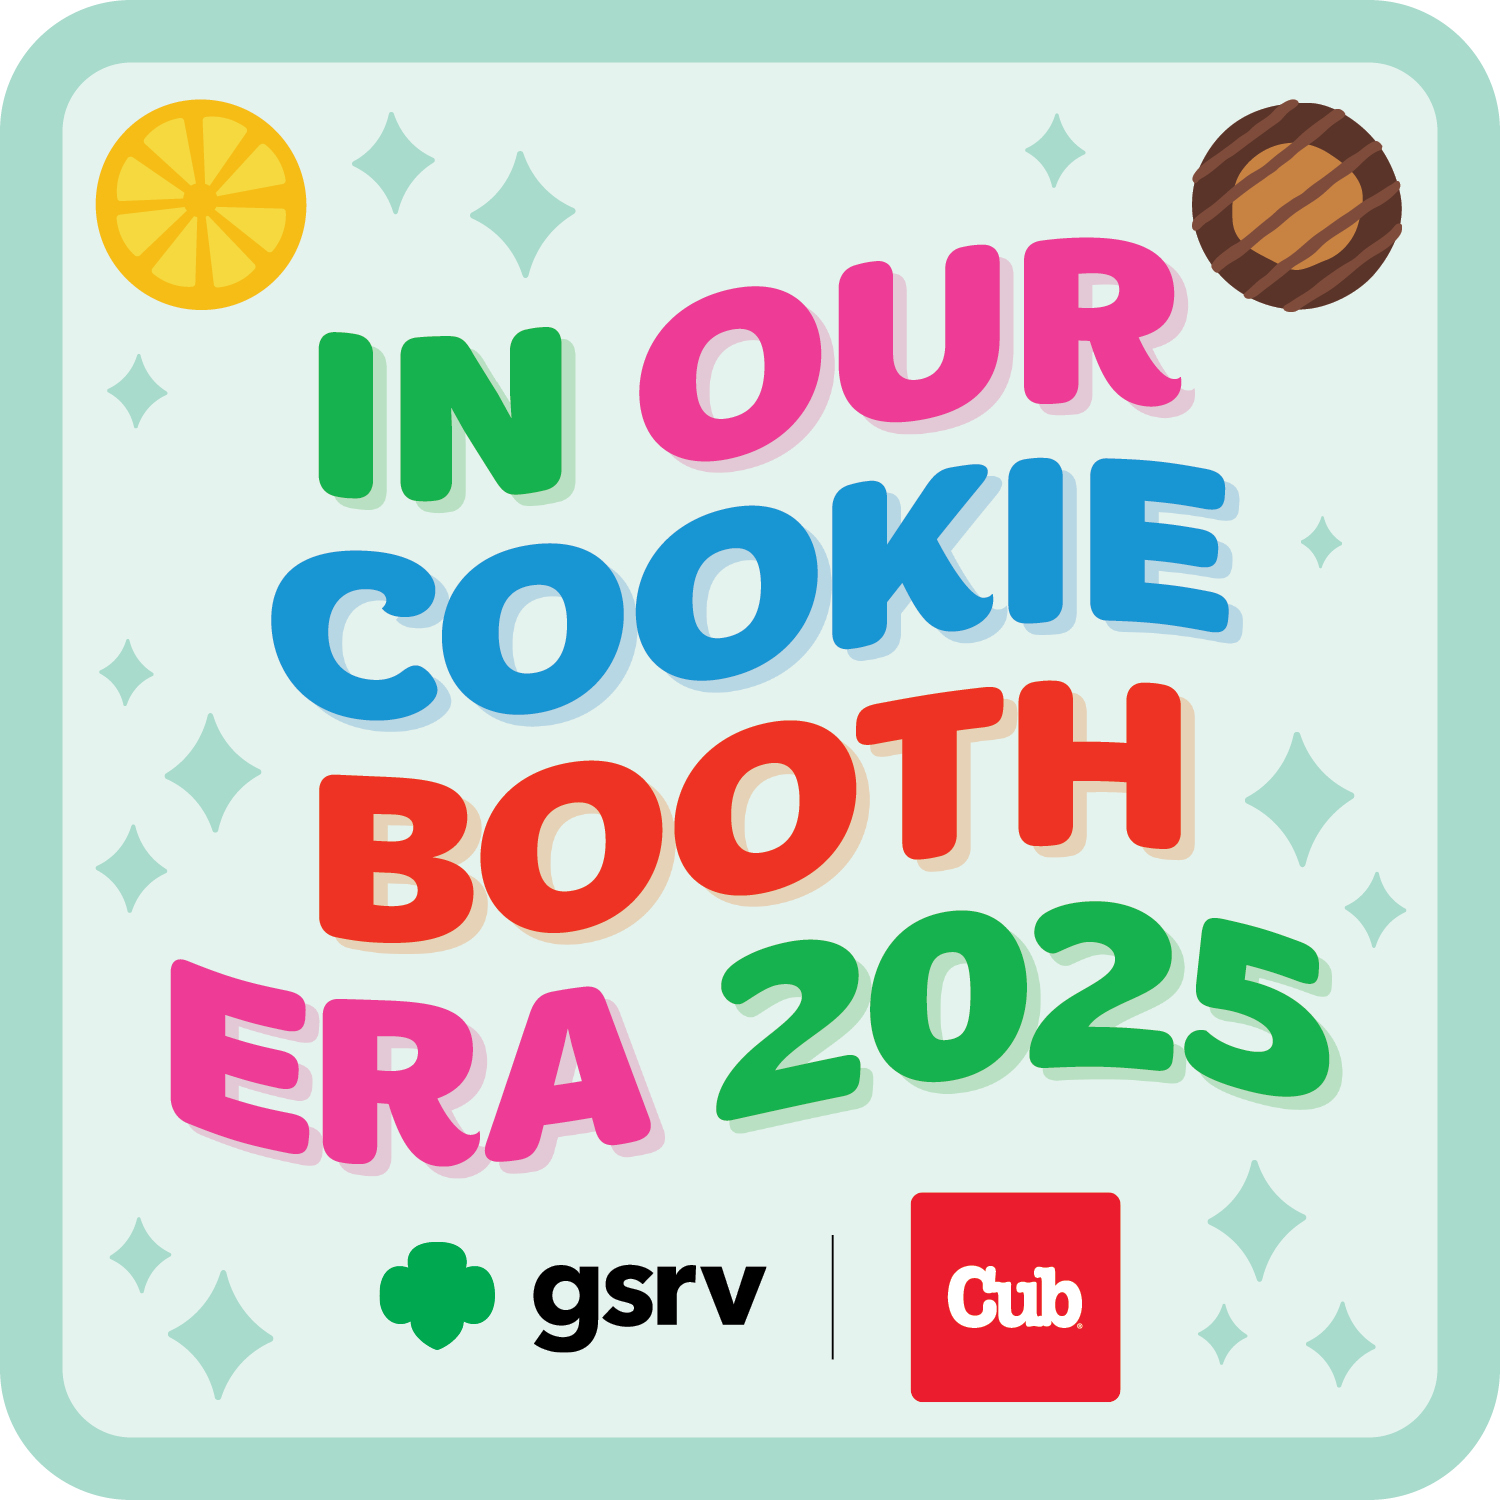 IN OUR
COOKIE
BOOTH
ERA 2025
gsrv
Cub®